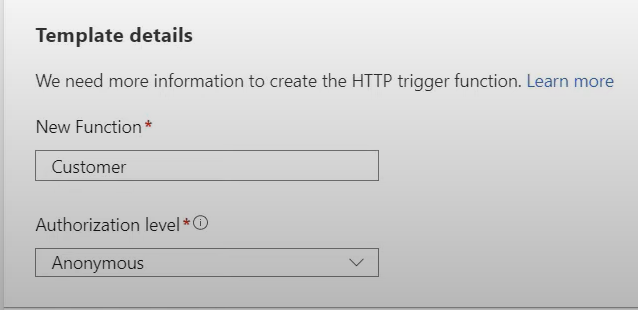 Template details
We need more information to create the HTTP trigger function. Learn more
New Function*
Customer
Authorization level*
Anonymous